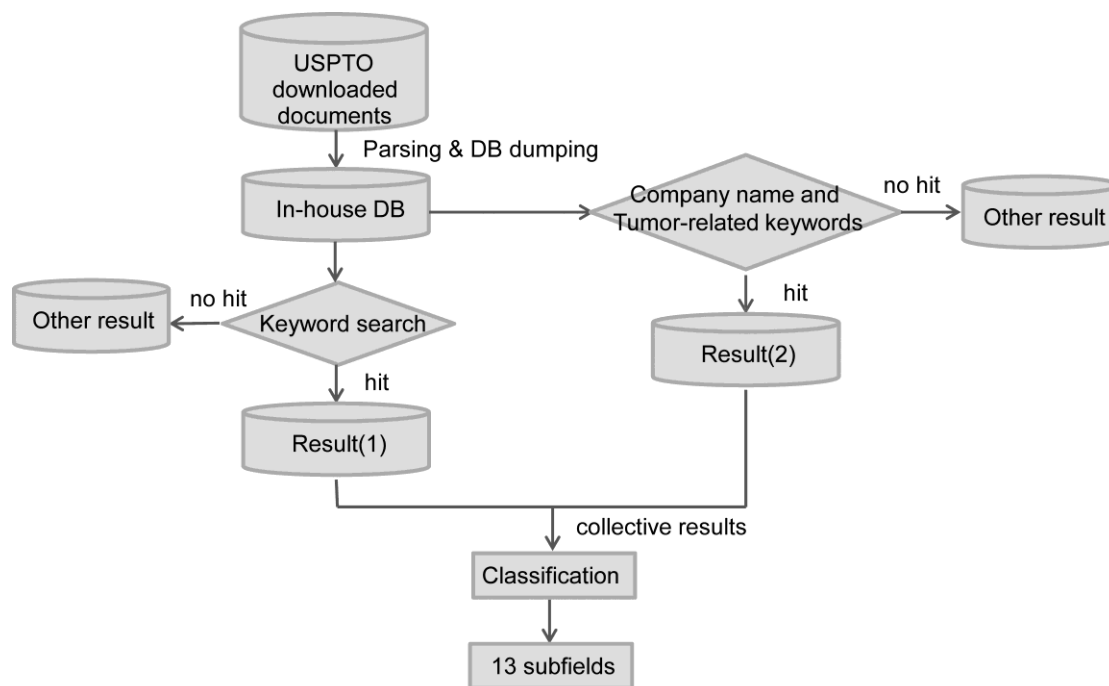 USPTO
downloaded
documents
Parsing & DB dumping
In-house DB
Company name and
Tumor-related keywords
no hit
Other result
hit
Result(2)
no hit
Other result
Keyword search
hit
Result(1)
collective results
Classification
13 subfields